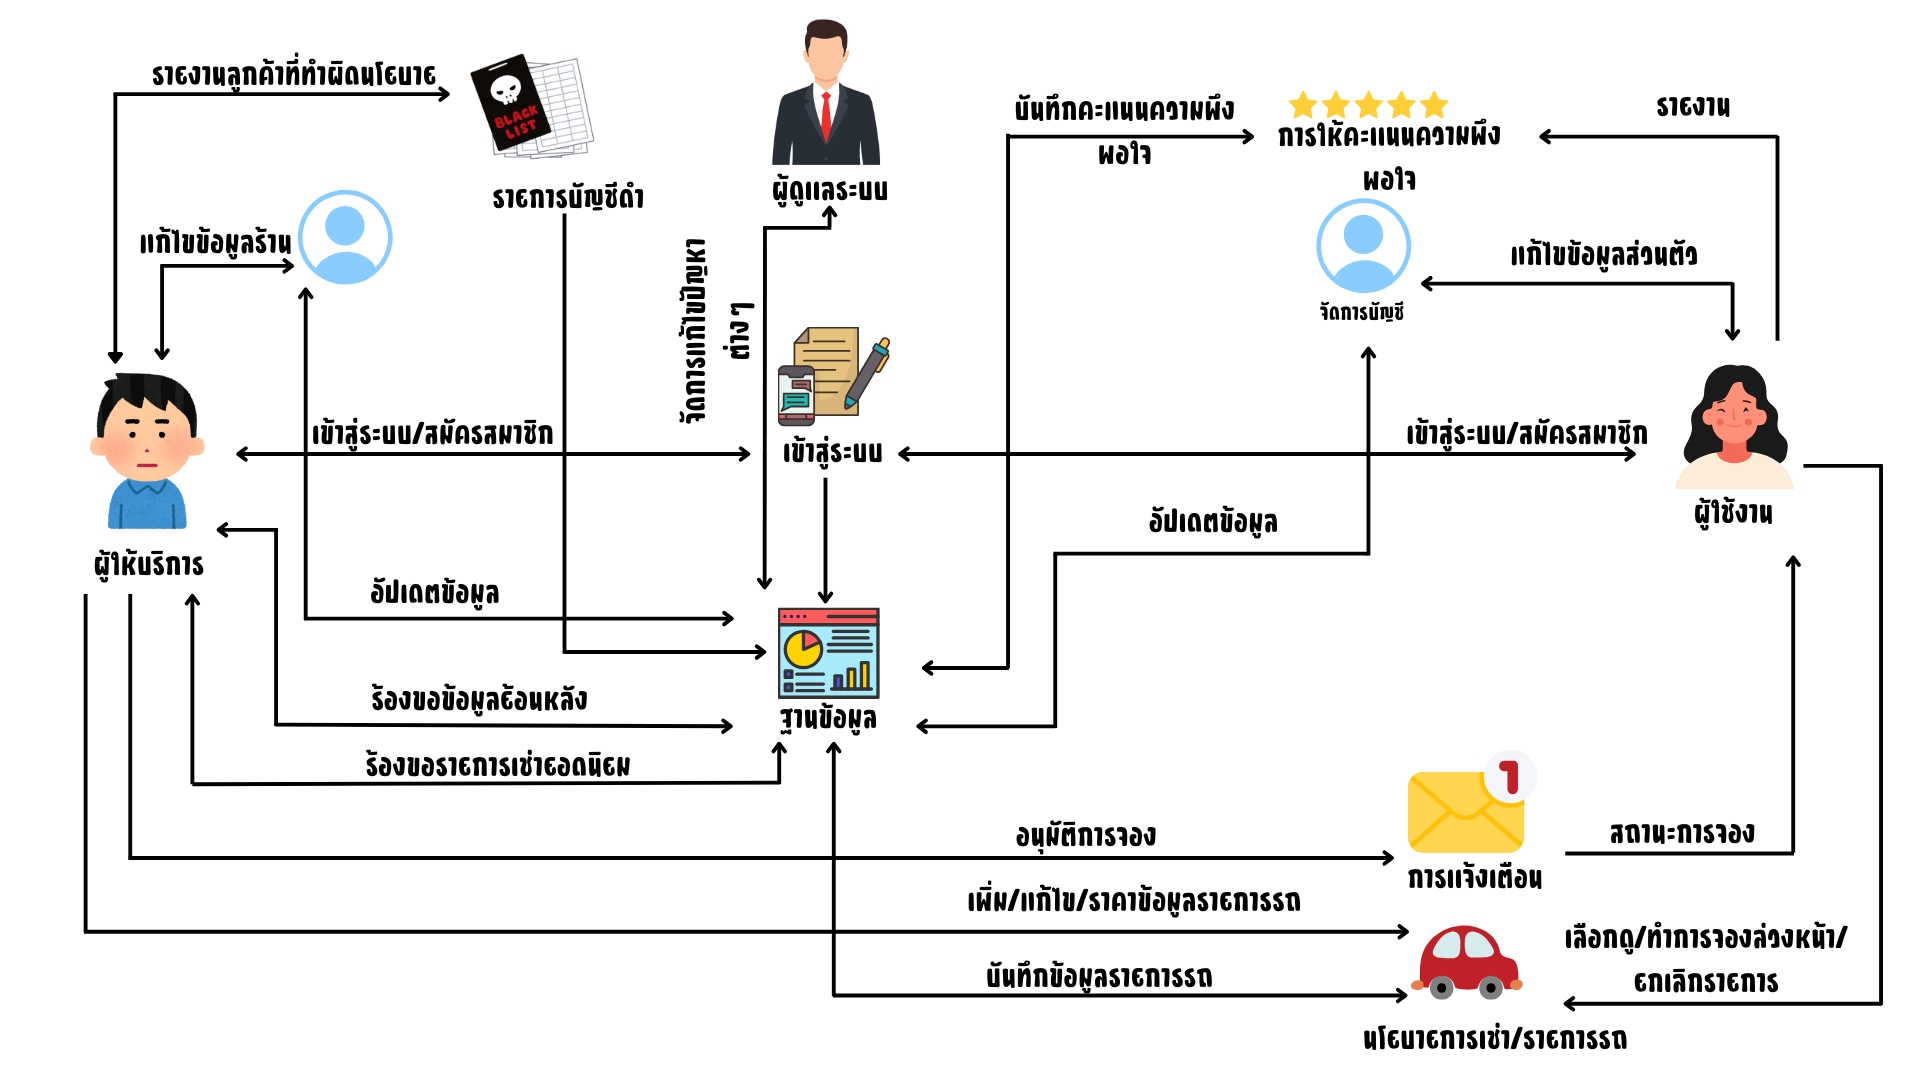 รายงานลูกค้าที่ทำผิดนโยบาย
BLACK
LIST
รายการบัญชีดำ
ผู้ดูแลระบบ
บันทึกคะแนนความพึง
พอใจ
การให้คะแนนความพึง
พอใจ
รายงาน
แก้ไขข้อมูลร้าน
จัดการแก้ไขปัญหา
ต่างๆ
แก้ไขข้อมูลส่วนตัว
จัดการบัญชี
เข้าสู่ระบบ/สมัครสมาชิก
เข้าสู่ระบบ
เข้าสู่ระบบ/สมัครสมาชิก
ผู้ใช้งาน
อัปเดตข้อมูล
ผู้ให้บริการ
อัปเดตข้อมูล
ร้องขอข้อมูลย้อนหลัง
ฐานข้อมูล
ร้องขอรายการเช่ายอดนิยม
1
อนุมัติการจอง
สถานะการจอง
การแจ้งเตือน
เพิ่ม/แก้ไข/ราคาข้อมูลรายการรถ
เลือกดู/ทำการจองล่วงหน้า/
ยกเลิกรายการ
บันทึกข้อมูลรายการรถ
นโยบายการเช่า/รายการรถ